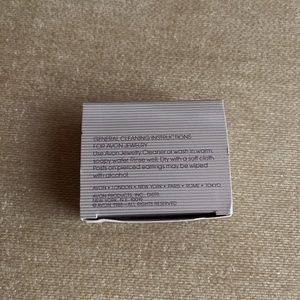 GENERAL CLEANING INSTRUCTIONS
FOR AVON JEWELRY
Use Avon Jewelry Cleaner or wash in warm,
soapy water. Rinse well. Dry with a soft cloth.
Posts on pierced earrings may be wiped
with alcohol.
AVON • LONDON • NEW YORK • PARIS • ROME • TOKYO
AVON PRODUCTS, INC., DISTR.
NEW YORK, N.Y. 10019
ALL RIGHTS RESERVED